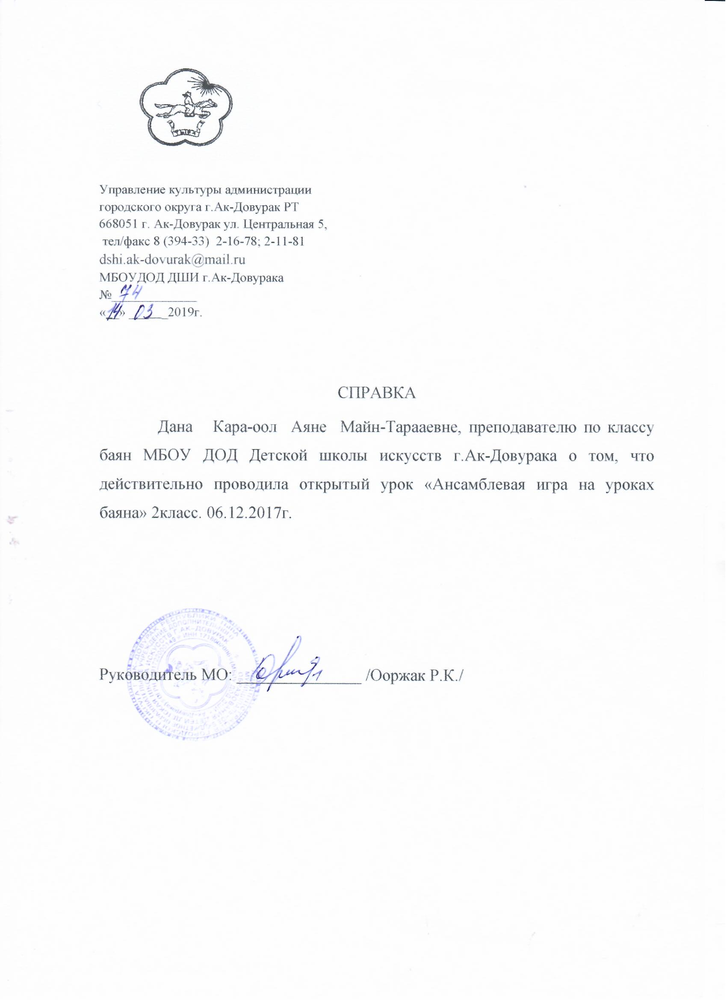 Управление культуры администрации
городского округа г.Ак-Довурак РТ
668051 г. Ак-Довурак ул. Центральная 5,
тел/факс 8 (394-33) 2-16-78; 2-11-81
dshi.ak-dovurak@mail.ru
МБОУДОД ДШИ г.Ак-Довурака
№ 74
«14» 03 2019г.
СПРАВКА
Дана Кара-оол Аяне Майн-Тарааевне, преподавателю по классу
баян МБОУ ДОД Детской школы искусств г.Ак-Довурака о том, что
действительно проводила открытый урок «Ансамблевая игра на уроках
баяна» 2класс. 06.12.2017г.
Руководитель МО: /Ооржак Р.К./